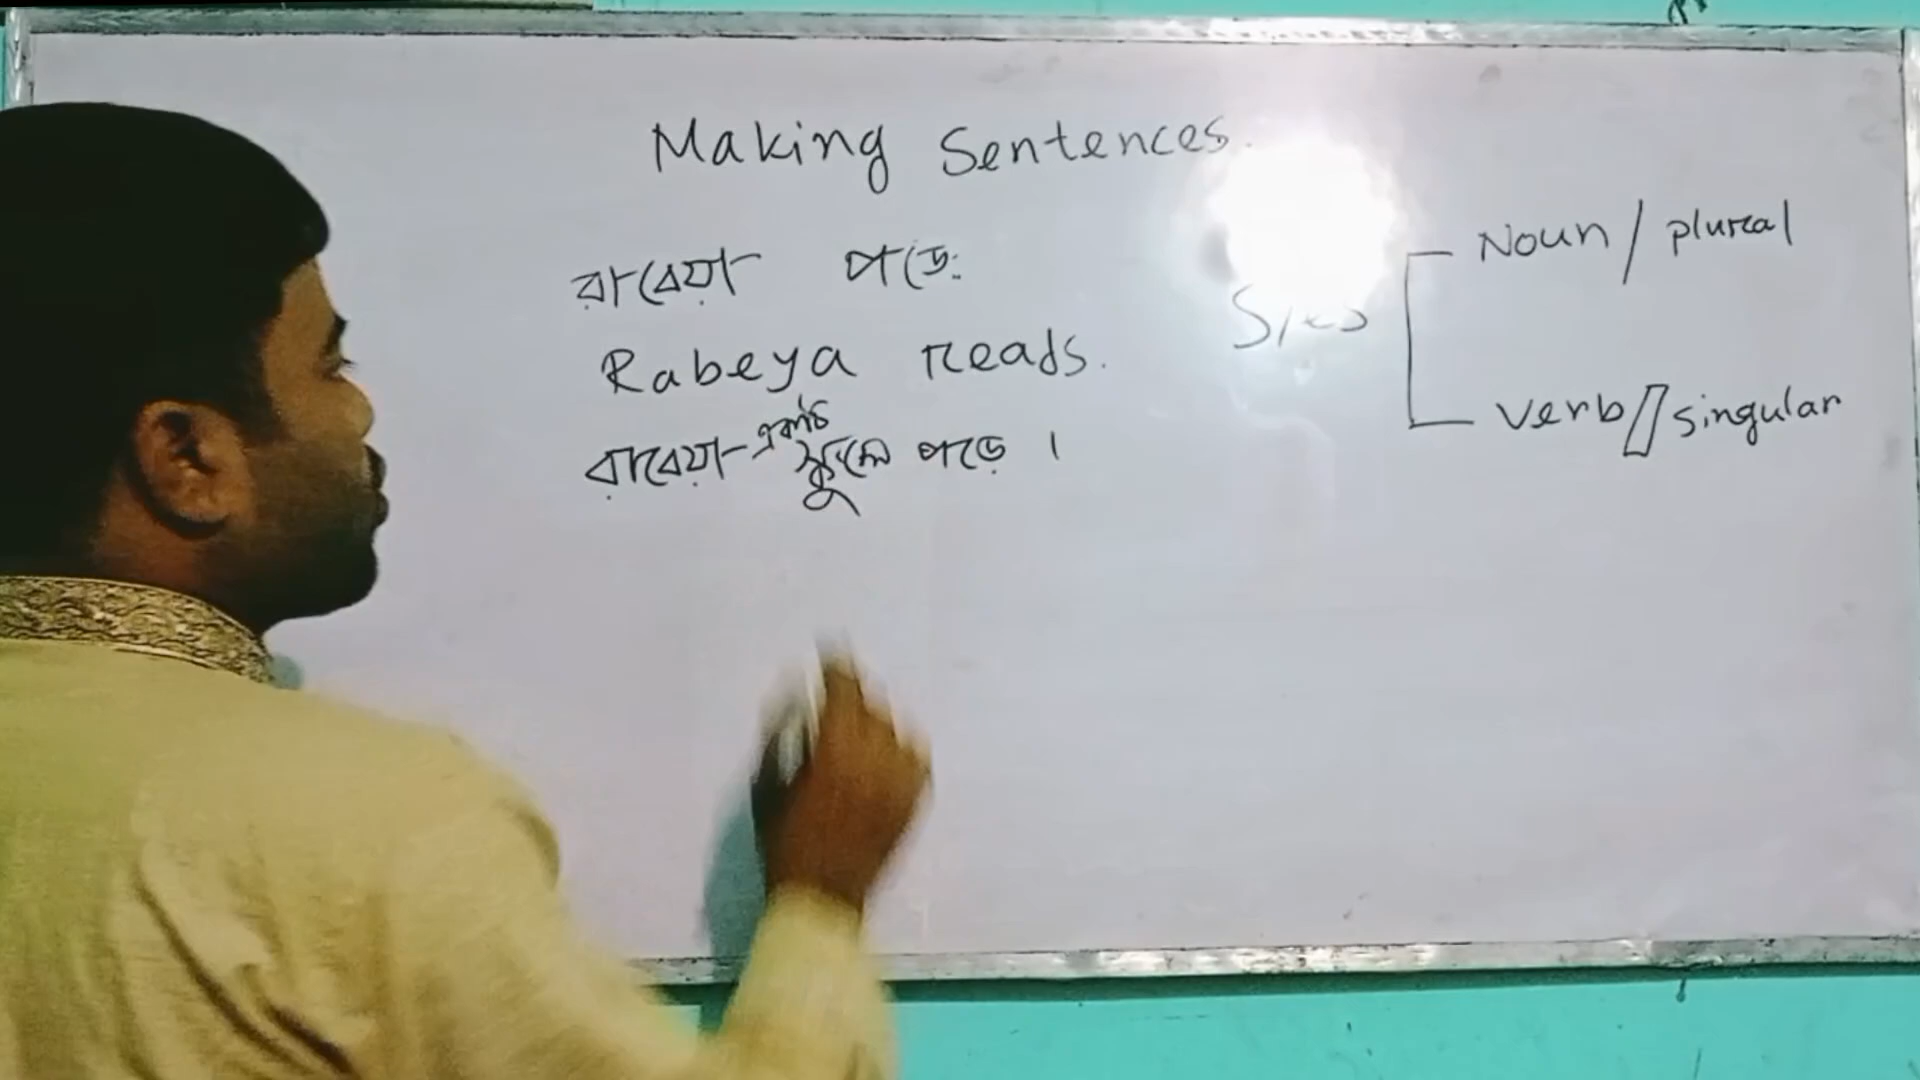 Making Sentences.
রাবেয়া পড়ে
Rabeya reads.
রাবেয়া একটি স্কুলে পড়ে ।
S/es
Noun / plural
verb / singular